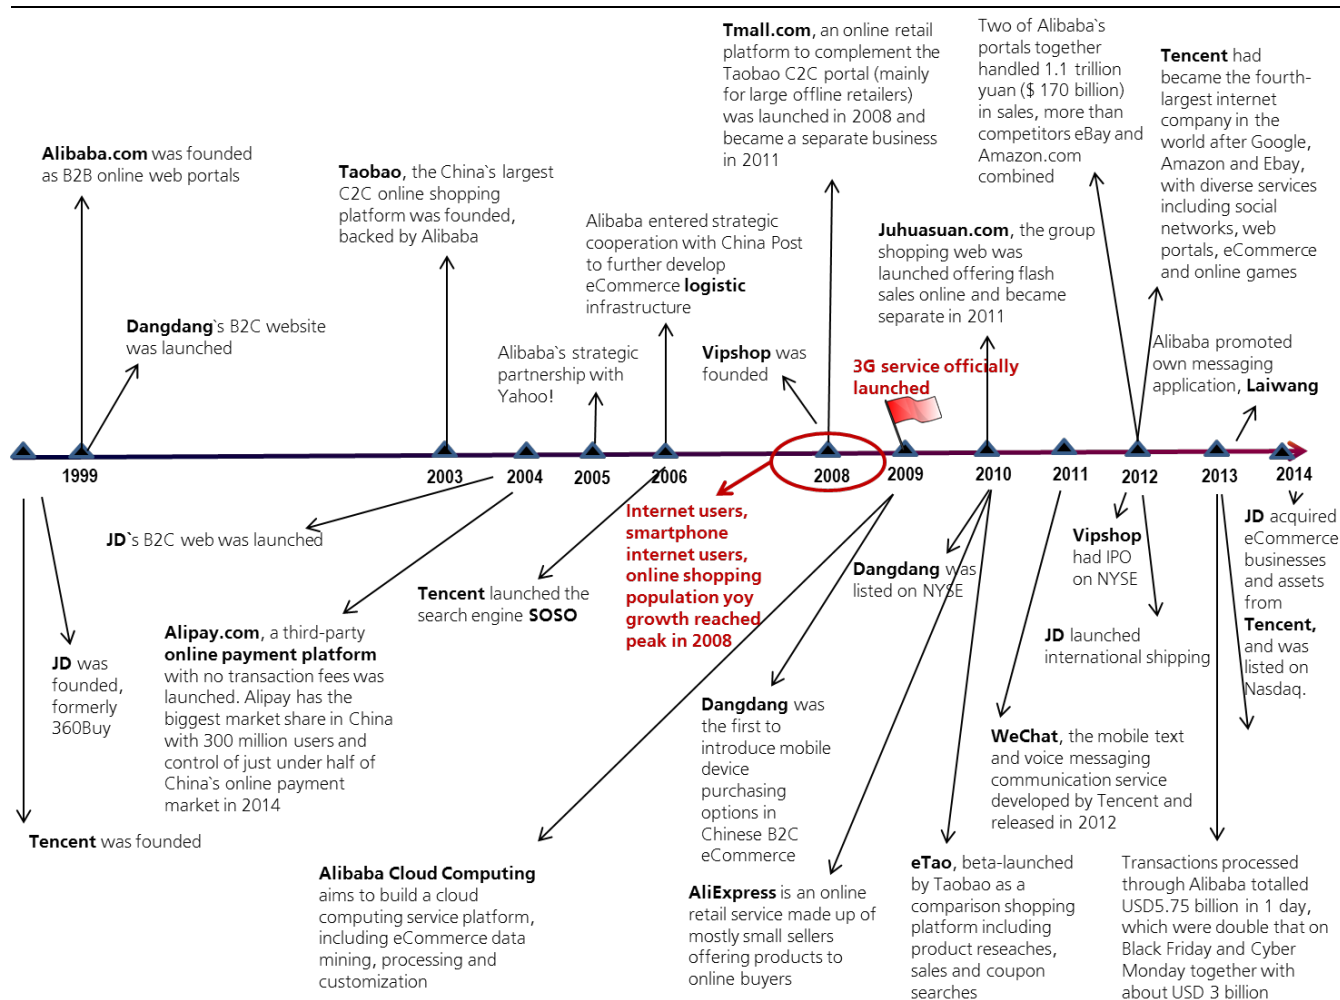 Alibaba.com was founded
as B2B online web portals
Dangdang`s B2C website
was launched
Taobao, the China`s largest
C2C online shopping
platform was founded,
backed by Alibaba
Alibaba`s strategic
partnership with
Yahoo!
Alibaba entered strategic
cooperation with China Post
to further develop
eCommerce logistic
infrastructure
Vipshop was
founded
Tmall.com, an online retail
platform to complement the
Taobao C2C portal (mainly
for large offline retailers)
was launched in 2008 and
became a separate business
in 2011
3G service officially
launched
Juhuasuan.com, the group
shopping web was
launched offering flash
sales online and became
separate in 2011
Two of Alibaba`s
portals together
handled 1.1 trillion
yuan ($ 170 billion)
in sales, more than
competitors eBay and
Amazon.com
combined
Tencent had
became the fourth-
largest internet
company in the
world after Google,
Amazon and Ebay,
with diverse services
including social
networks, web
portals, eCommerce
and online games
Alibaba promoted
own messaging
application, Laiwang
1999
2003
2004
2005
2006
2008
2009
2010
2011
2012
2013
2014
Tencent was founded
JD was
founded,
formerly
360Buy
JD`s B2C web was launched
Alipay.com, a third-party
online payment platform
with no transaction fees was
launched. Alipay has the
biggest market share in China
with 300 million users and
control of just under half of
China`s online payment
market in 2014
Tencent launched the
search engine SOSO
Internet users,
smartphone
internet users,
online shopping
population yoy
growth reached
peak in 2008
Alibaba Cloud Computing
aims to build a cloud
computing service platform,
including eCommerce data
mining, processing and
customization
Dangdang was
the first to
introduce mobile
device
purchasing
options in
Chinese B2C
eCommerce
Dangdang was
listed on NYSE
AliExpress is an online
retail service made up of
mostly small sellers
offering products to
online buyers
eTao, beta-launched
by Taobao as a
comparison shopping
platform including
product reseaches,
sales and coupon
searches
WeChat, the mobile text
and voice messaging
communication service
developed by Tencent and
released in 2012
Vipshop
had IPO
on NYSE
JD launched
international shipping
Transactions processed
through Alibaba totalled
USD5.75 billion in 1 day,
which were double that on
Black Friday and Cyber
Monday together with
about USD 3 billion
JD acquired
eCommerce
businesses
and assets
from
Tencent,
and was
listed on
Nasdaq.